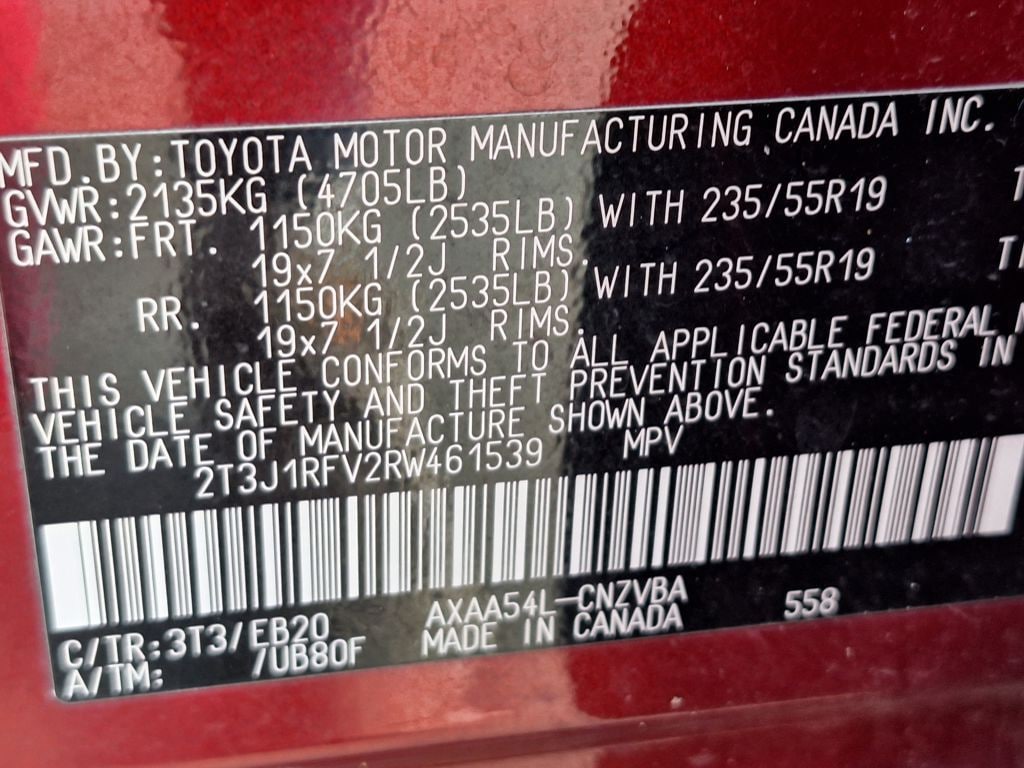 MFD.BY:TOYOTA MOTOR MANUFACTURING CANADA INC.
GVWR:2135KG (4705LB)
GAWR:FRT. 1150KG (2535LB) WITH 235/55R19
19x7 1/2J RIMS.
RR. 1150KG (2535LB) WITH 235/55R19
19x7 1/2J RIMS.
THIS VEHICLE CONFORMS TO ALL APPLICABLE FEDERAL
VEHICLE SAFETY AND THEFT PREVENTION STANDARDS IN
THE DATE OF MANUFACTURE SHOWN ABOVE.
2T3J1RFV2RW461539 MPV
C/TR:3T3/EB20 AXAA54L-CNZVBA 558
A/TM: /UB80F MADE IN CANADA